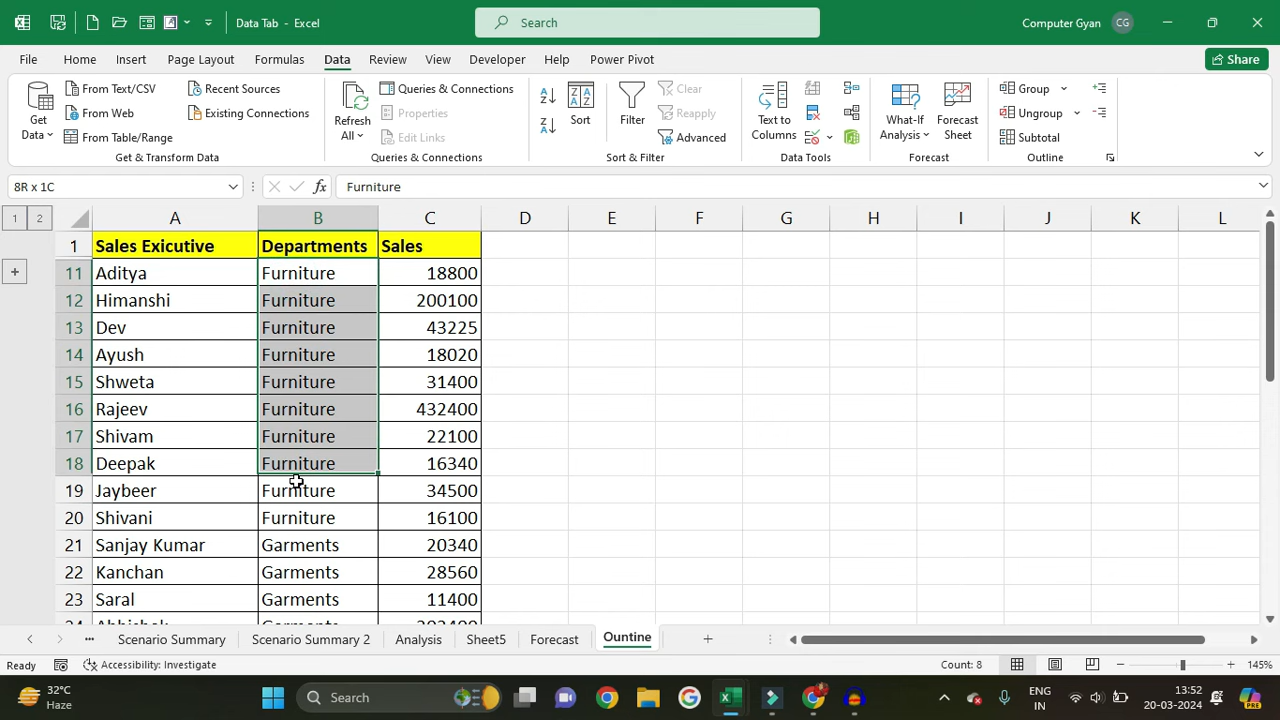 Data Tab - Excel
Search
Computer Gyan CG
File Home Insert Page Layout Formulas Data Review View Developer Help Power Pivot Share
Get Data
From Text/CSV
From Web
From Table/Range
Recent Sources
Existing Connections
Get & Transform Data
Refresh All
Queries & Connections
Properties
Edit Links
Queries & Connections
Sort
Filter
Clear
Reapply
Advanced
Sort & Filter
Text to Columns
Data Tools
What-If Analysis
Forecast Sheet
Forecast
Group
Ungroup
Subtotal
Outline
8R x 1C
fx
Furniture
1 2
A B C D E F G H I J K L
1 Sales Exicutive Departments Sales
11 Aditya Furniture 18800
12 Himanshi Furniture 200100
13 Dev Furniture 43225
14 Ayush Furniture 18020
15 Shweta Furniture 31400
16 Rajeev Furniture 432400
17 Shivam Furniture 22100
18 Deepak Furniture 16340
19 Jaybeer Furniture 34500
20 Shivani Furniture 16100
21 Sanjay Kumar Garments 20340
22 Kanchan Garments 28560
23 Saral Garments 11400
Scenario Summary Scenario Summary 2 Analysis Sheet5 Forecast Ountine
Ready Accessibility: Investigate Count: 8 145%
32°C
Haze
Search
ENG
IN
13:52
20-03-2024
PRE